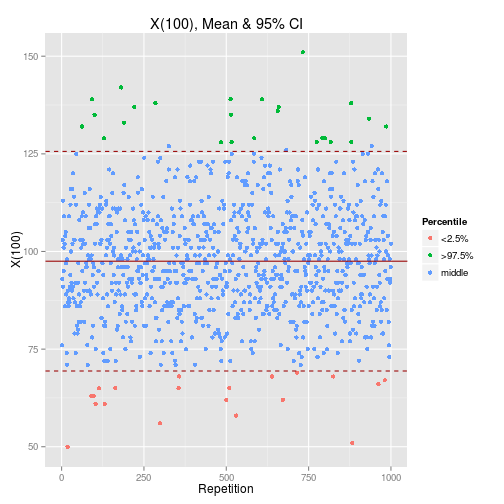 X(100), Mean & 95% CI
150
125
100
75
50
X(100)
0
250
500
750
1000
Repetition
Percentile
<2.5%
>97.5%
middle